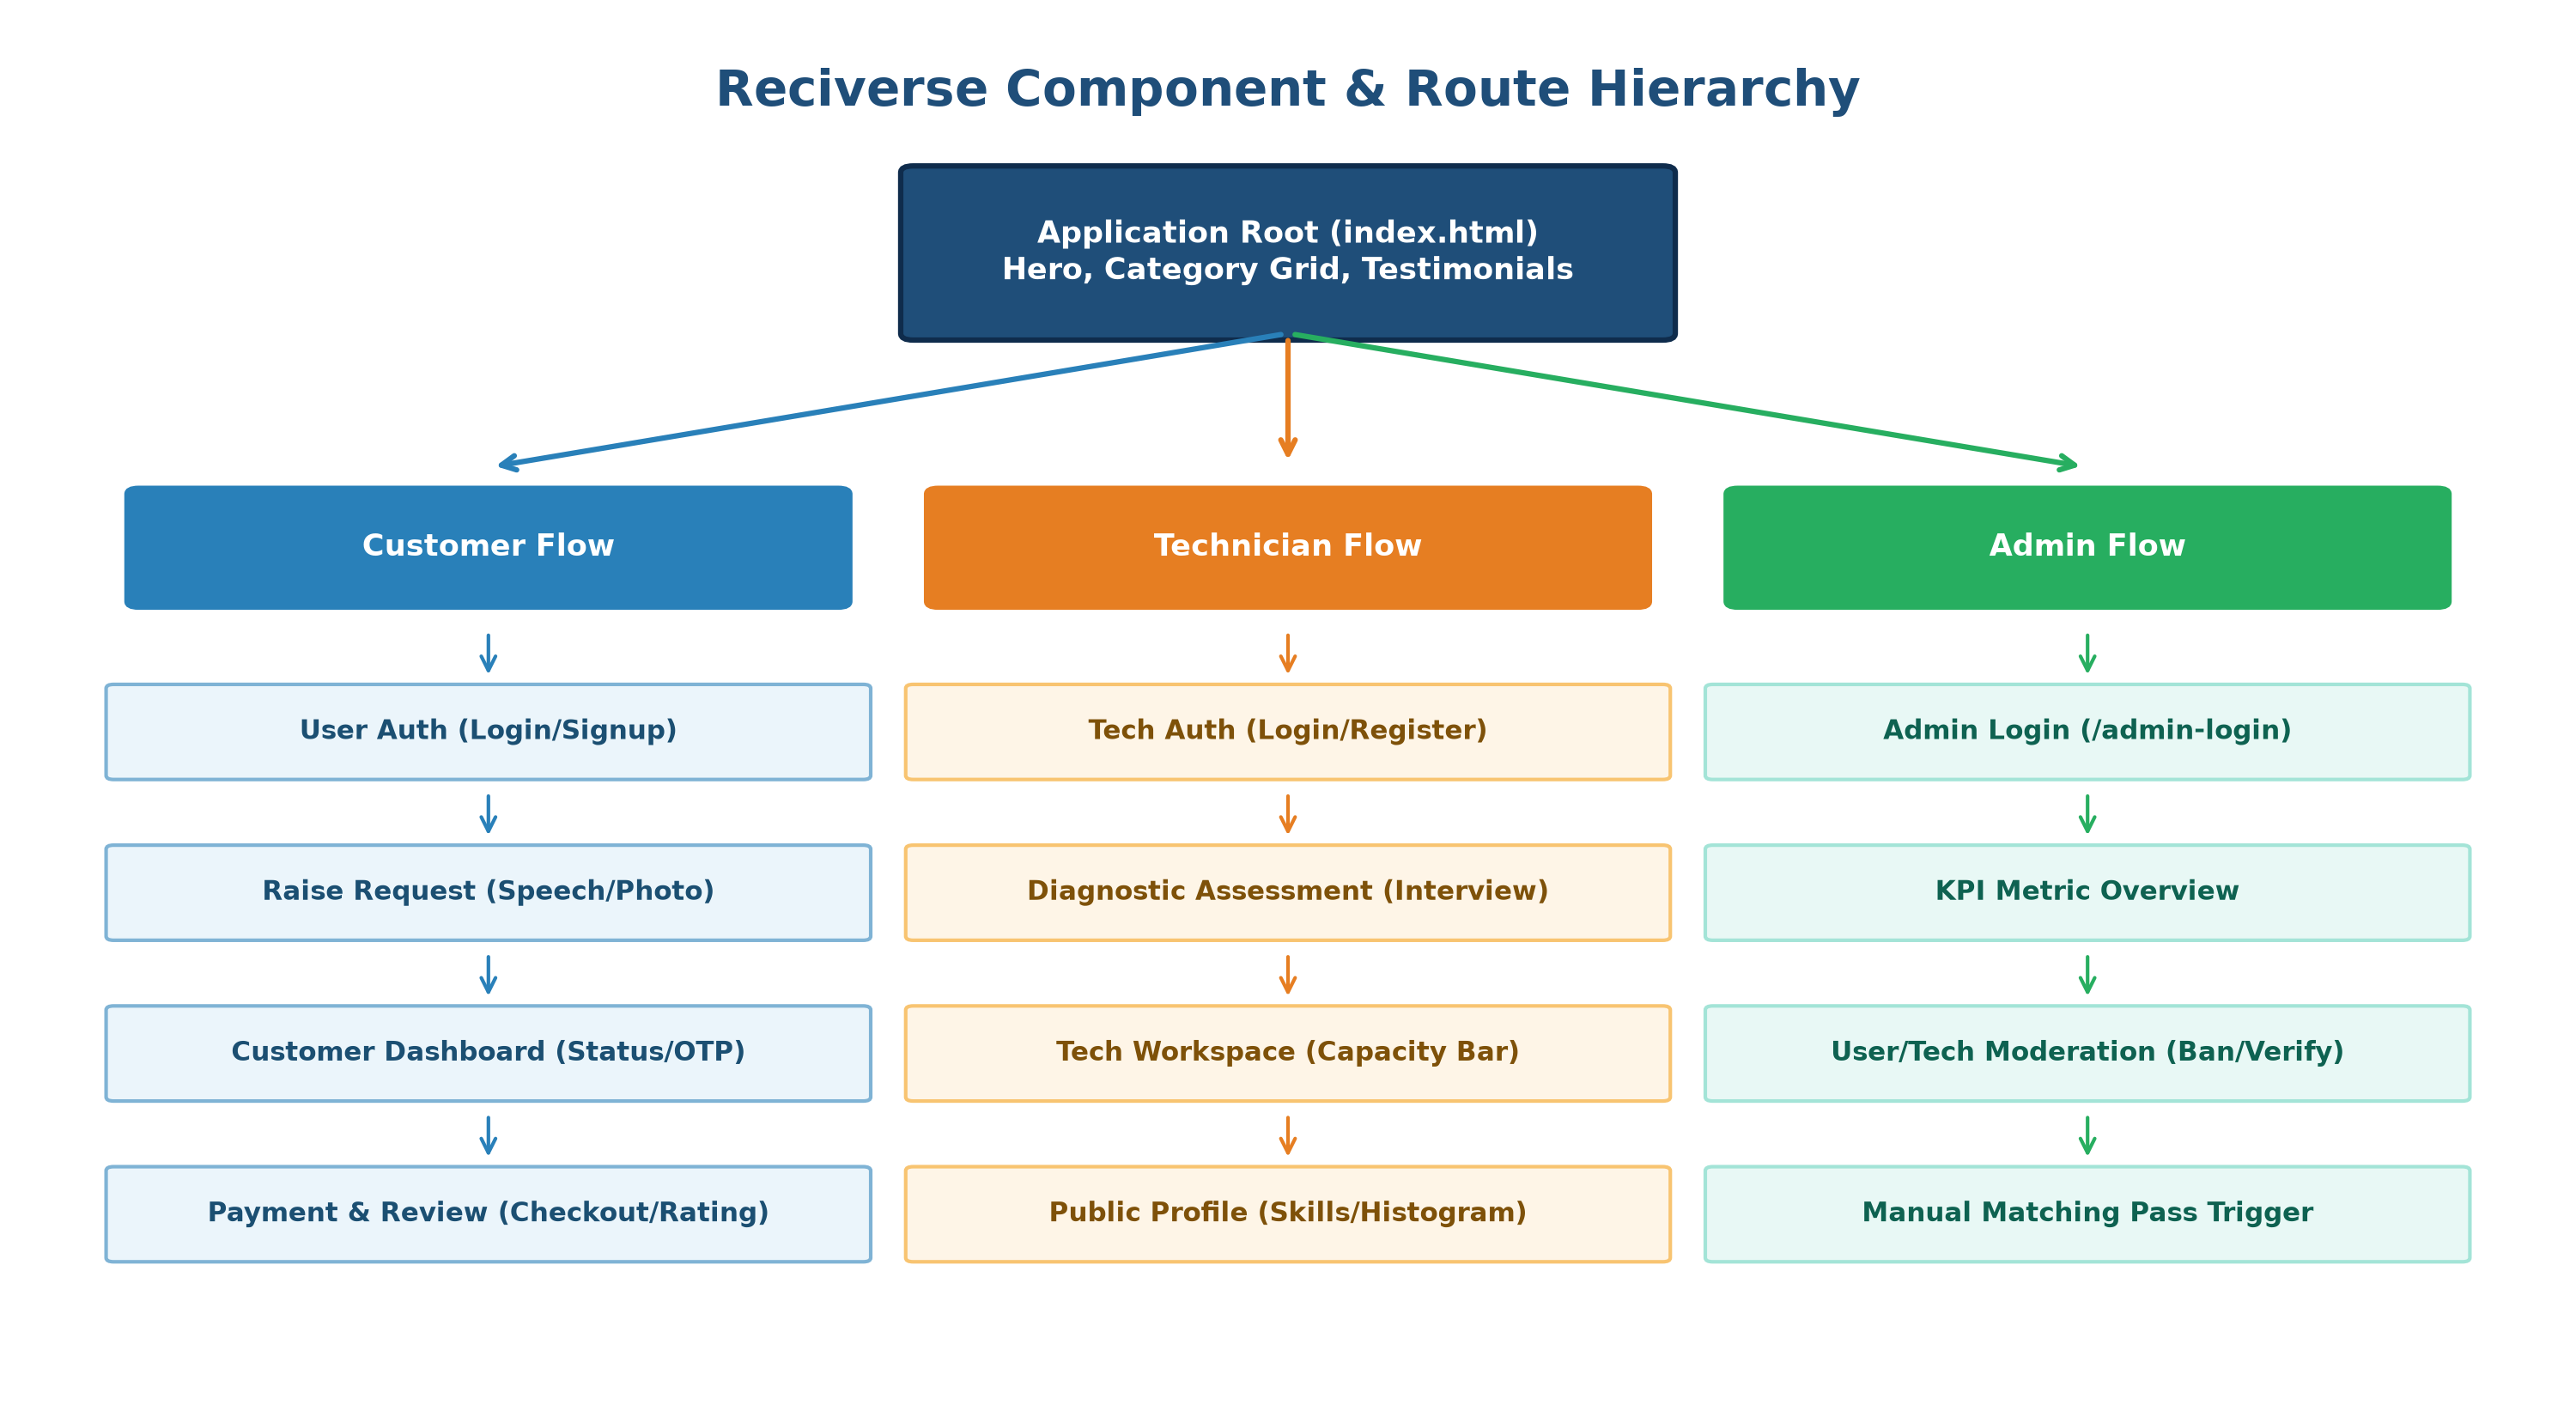 Reciverse Component & Route Hierarchy
Application Root (index.html)
Hero, Category Grid, Testimonials
Customer Flow
Technician Flow
Admin Flow
User Auth (Login/Signup)
Tech Auth (Login/Register)
Admin Login (/admin-login)
Raise Request (Speech/Photo)
Diagnostic Assessment (Interview)
KPI Metric Overview
Customer Dashboard (Status/OTP)
Tech Workspace (Capacity Bar)
User/Tech Moderation (Ban/Verify)
Payment & Review (Checkout/Rating)
Public Profile (Skills/Histogram)
Manual Matching Pass Trigger